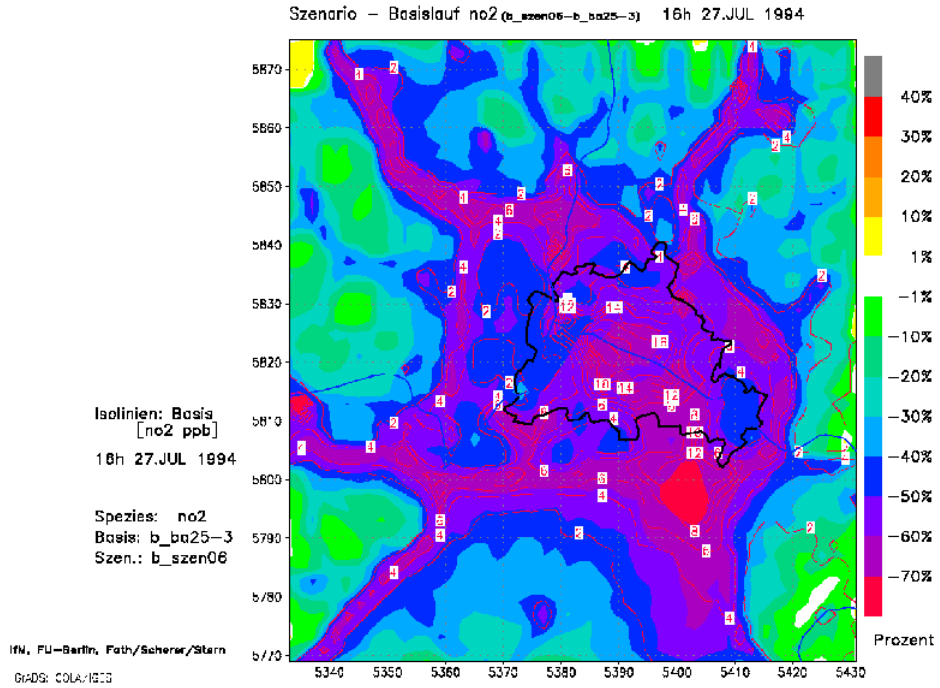 Szenario - Basislauf no2 (b_szen06-b_ba25-3) 16h 27.JUL 1994
5870
5860
5850
5840
5830
5820
5810
5800
5790
5780
5770
5340 5350 5360 5370 5380 5390 5400 5410 5420 5430
40%
30%
20%
10%
1%
-1%
-10%
-20%
-30%
-40%
-50%
-60%
-70%
Prozent
Isolinien: Basis
[no2 ppb]
16h 27.JUL 1994
Spezies: no2
Basis: b_ba25-3
Szen.: b_szen06
IfM, FU-Berlin, Fath/Scherer/Stern
GrADS: COLA/IGES